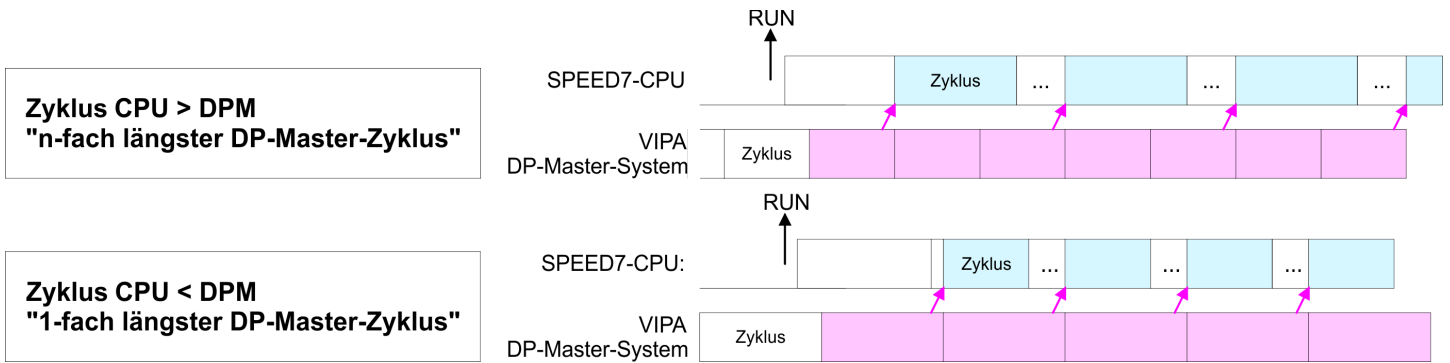 RUN
Zyklus CPU > DPM
"n-fach längster DP-Master-Zyklus"
SPEED7-CPU
Zyklus
...
...
...
VIPA
DP-Master-System
Zyklus
RUN
Zyklus CPU < DPM
"1-fach längster DP-Master-Zyklus"
SPEED7-CPU:
Zyklus
...
...
...
VIPA
DP-Master-System
Zyklus